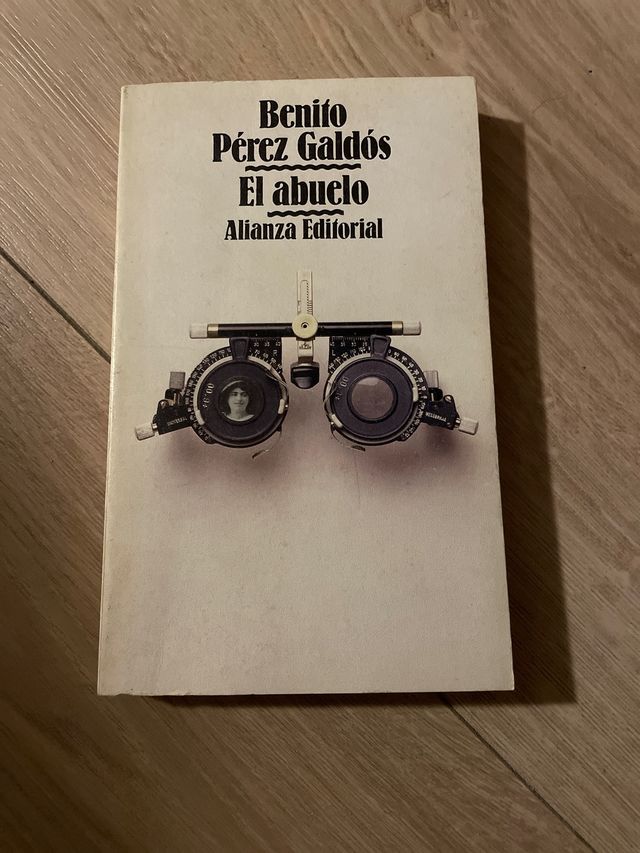 Benito
Pérez Galdós
El abuelo
Alianza Editorial